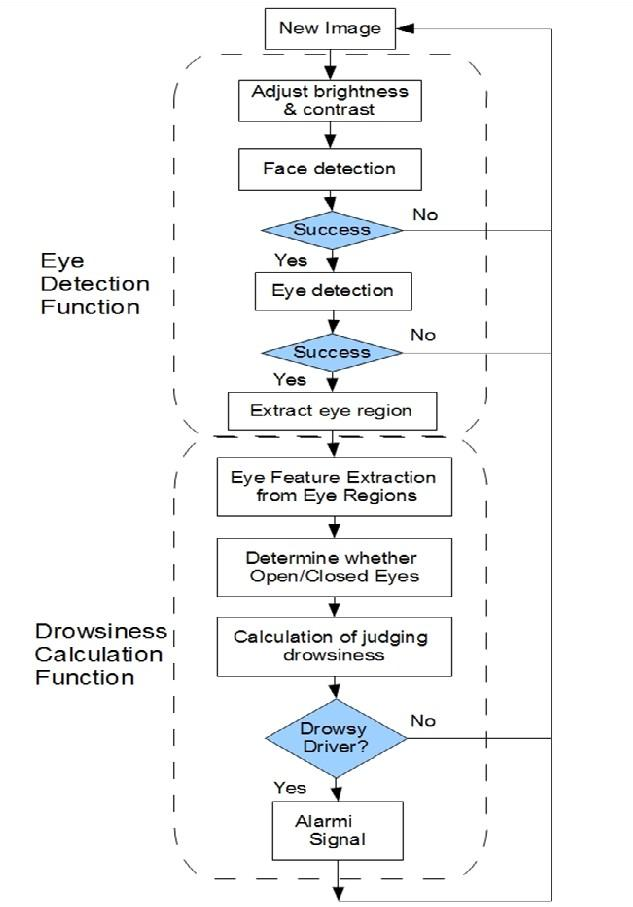 New Image
Adjust brightness
& contrast
Face detection
Success
No
Yes
Eye detection
Eye
Detection
Function
Success
No
Yes
Extract eye region
Eye Feature Extraction
from Eye Regions
Determine whether
Open/Closed Eyes
Calculation of judging
drowsiness
Drowsiness
Calculation
Function
Drowsy
Driver?
No
Yes
Alarmi
Signal